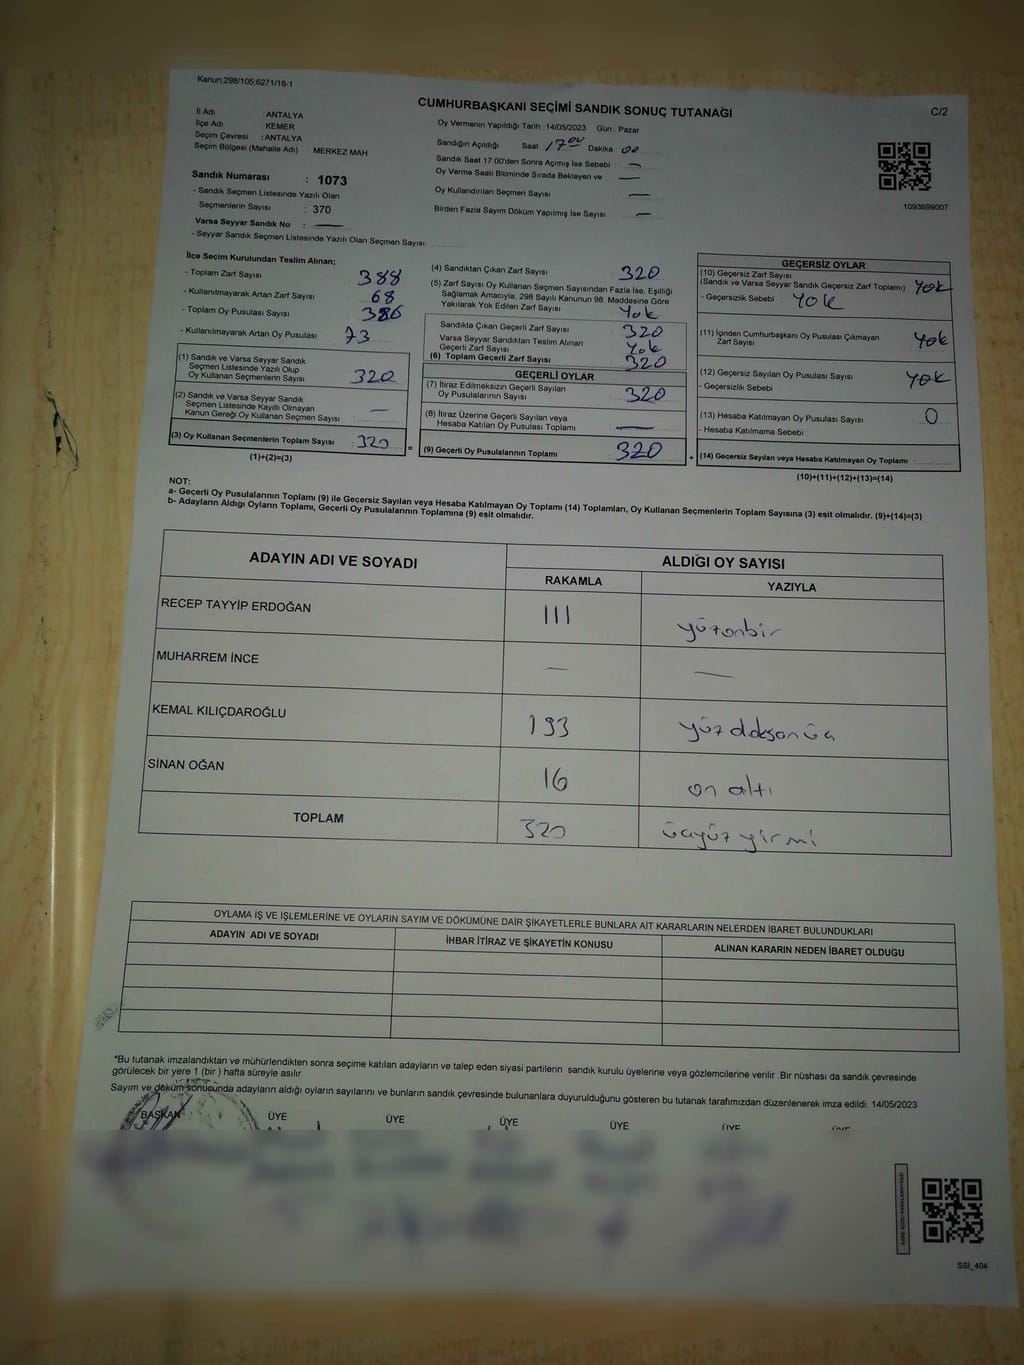 Kanun;298/105;6271/18-1
CUMHURBAŞKANI SEÇİMİ SANDIK SONUÇ TUTANAĞI
C/2
İl Adı ANTALYA
İlçe Adı KEMER
Seçim Çevresi : ANTALYA
Seçim Bölgesi (Mahalle Adı) MERKEZ MAH
Sandık Numarası : 1073
- Sandık Seçmen Listesinde Yazılı Olan
Seçmenlerin Sayısı : 370
Varsa Seyyar Sandık No : —
- Seyyar Sandık Seçmen Listesinde Yazılı Olan Seçmen Sayısı
Oy Vermenin Yapıldığı Tarih : 14/05/2023 Gün Pazar
Sandığın Açıldığı Saat 17 00 Dakika 00
Sandık Saat 17.00'den Sonra Açımış İse Sebebi : —
Oy Verme Saati Bitiminde Sırada Bekleyen ve —
Oy Kullandırılan Seçmen Sayısı —
Birden Fazla Sayım Döküm Yapılmış İse Sayısı : —
1093699007
İlçe Seçim Kurulundan Teslim Alınan;
- Toplam Zarf Sayısı 388
- Kullanılmayarak Artan Zarf Sayısı 68
- Toplam Oy Pusulası Sayısı 386
- Kullanılmayarak Artan Oy Pusulası 73
(1) Sandık ve Varsa Seyyar Sandık
Seçmen Listesinde Yazılı Olup
Oy Kullanan Seçmenlerin Sayısı 320
(2) Sandık ve Varsa Seyyar Sandık
Seçmen Listesinde Kayıtlı Olmayan
Kanun Gereği Oy Kullanan Seçmen Sayısı : —
(3) Oy Kullanan Seçmenlerin Toplam Sayısı : 320
(1)+(2)=(3)
=
(4) Sandıktan Çıkan Zarf Sayısı : 320
(5) Zarf Sayısı Oy Kullanan Seçmen Sayısından Fazla İse, Eşitliği
Sağlamak Amacıyla, 298 Sayılı Kanunun 98. Maddesine Göre
Yakılarak Yok Edilen Zarf Sayısı : Yok
Sandıkta Çıkan Geçerli Zarf Sayısı : 320
Varsa Seyyar Sandıktan Teslim Alınan
Geçerli Zarf Sayısı : Yok
(6) Toplam Geçerli Zarf Sayısı 320
GEÇERLİ OYLAR
(7) İtiraz Edilmeksizin Geçerli Sayılan
Oy Pusulalarının Sayısı : 320
(8) İtiraz Üzerine Geçerli Sayılan veya
Hesaba Katılan Oy Pusulası Toplamı : —
(9) Geçerli Oy Pusulalarının Toplamı : 320
+
GEÇERSİZ OYLAR
(10) Geçersiz Zarf Sayısı
(Sandık ve Varsa Seyyar Sandık Geçersiz Zarf Toplamı) : Yok
- Geçersizlik Sebebi : Yok
(11) İçinden Cumhurbaşkanı Oy Pusulası Çıkmayan
Zarf Sayısı Yok
(12) Geçersiz Sayılan Oy Pusulası Sayısı : Yok
- Geçersizlik Sebebi :
(13) Hesaba Katılmayan Oy Pusulası Sayısı : 0
- Hesaba Katılmama Sebebi :
(14) Geçersiz Sayılan veya Hesaba Katılmayan Oy Toplamı :
(10)+(11)+(12)+(13)=(14)
NOT:
a- Geçerli Oy Pusulalarının Toplamı (9) ile Geçersiz Sayılan veya Hesaba Katılmayan Oy Toplamı (14) Toplamları, Oy Kullanan Seçmenlerin Toplam Sayısına (3) eşit olmalıdır. (9)+(14)=(3)
b- Adayların Aldığı Oyların Toplamı, Geçerli Oy Pusulalarının Toplamına (9) eşit olmalıdır.
ADAYIN ADI VE SOYADI ALDIĞI OY SAYISI
RAKAMLA YAZIYLA
RECEP TAYYİP ERDOĞAN 111 yüzonbir
MUHARREM İNCE — —
KEMAL KILIÇDAROĞLU 193 yüz doksanüç
SİNAN OĞAN 16 on altı
TOPLAM 320 üçyüz yirmi
OYLAMA İŞ VE İŞLEMLERİNE VE OYLARIN SAYIM VE DÖKÜMÜNE DAİR ŞİKAYETLERLE BUNLARA AİT KARARLARIN NELERDEN İBARET BULUNDUKLARI
ADAYIN ADI VE SOYADI İHBAR İTİRAZ VE ŞİKAYETİN KONUSU ALINAN KARARIN NEDEN İBARET OLDUĞU
*Bu tutanak imzalandıktan ve mühürlendikten sonra seçime katılan adayların ve talep eden siyasi partilerin sandık kurulu üyelerine veya gözlemcilerine verilir .Bir nüshası da sandık çevresinde
görülecek bir yere 1 (bir ) hafta süreyle asılır.
Sayım ve döküm sonucunda adayların aldığı oyların sayılarını ve bunların sandık çevresinde bulunanlara duyurulduğunu gösteren bu tutanak tarafımızdan düzenlenerek imza edildi. 14/05/2023
BAŞKAN ÜYE ÜYE ÜYE ÜYE ÜYE ÜYE
SSI_404